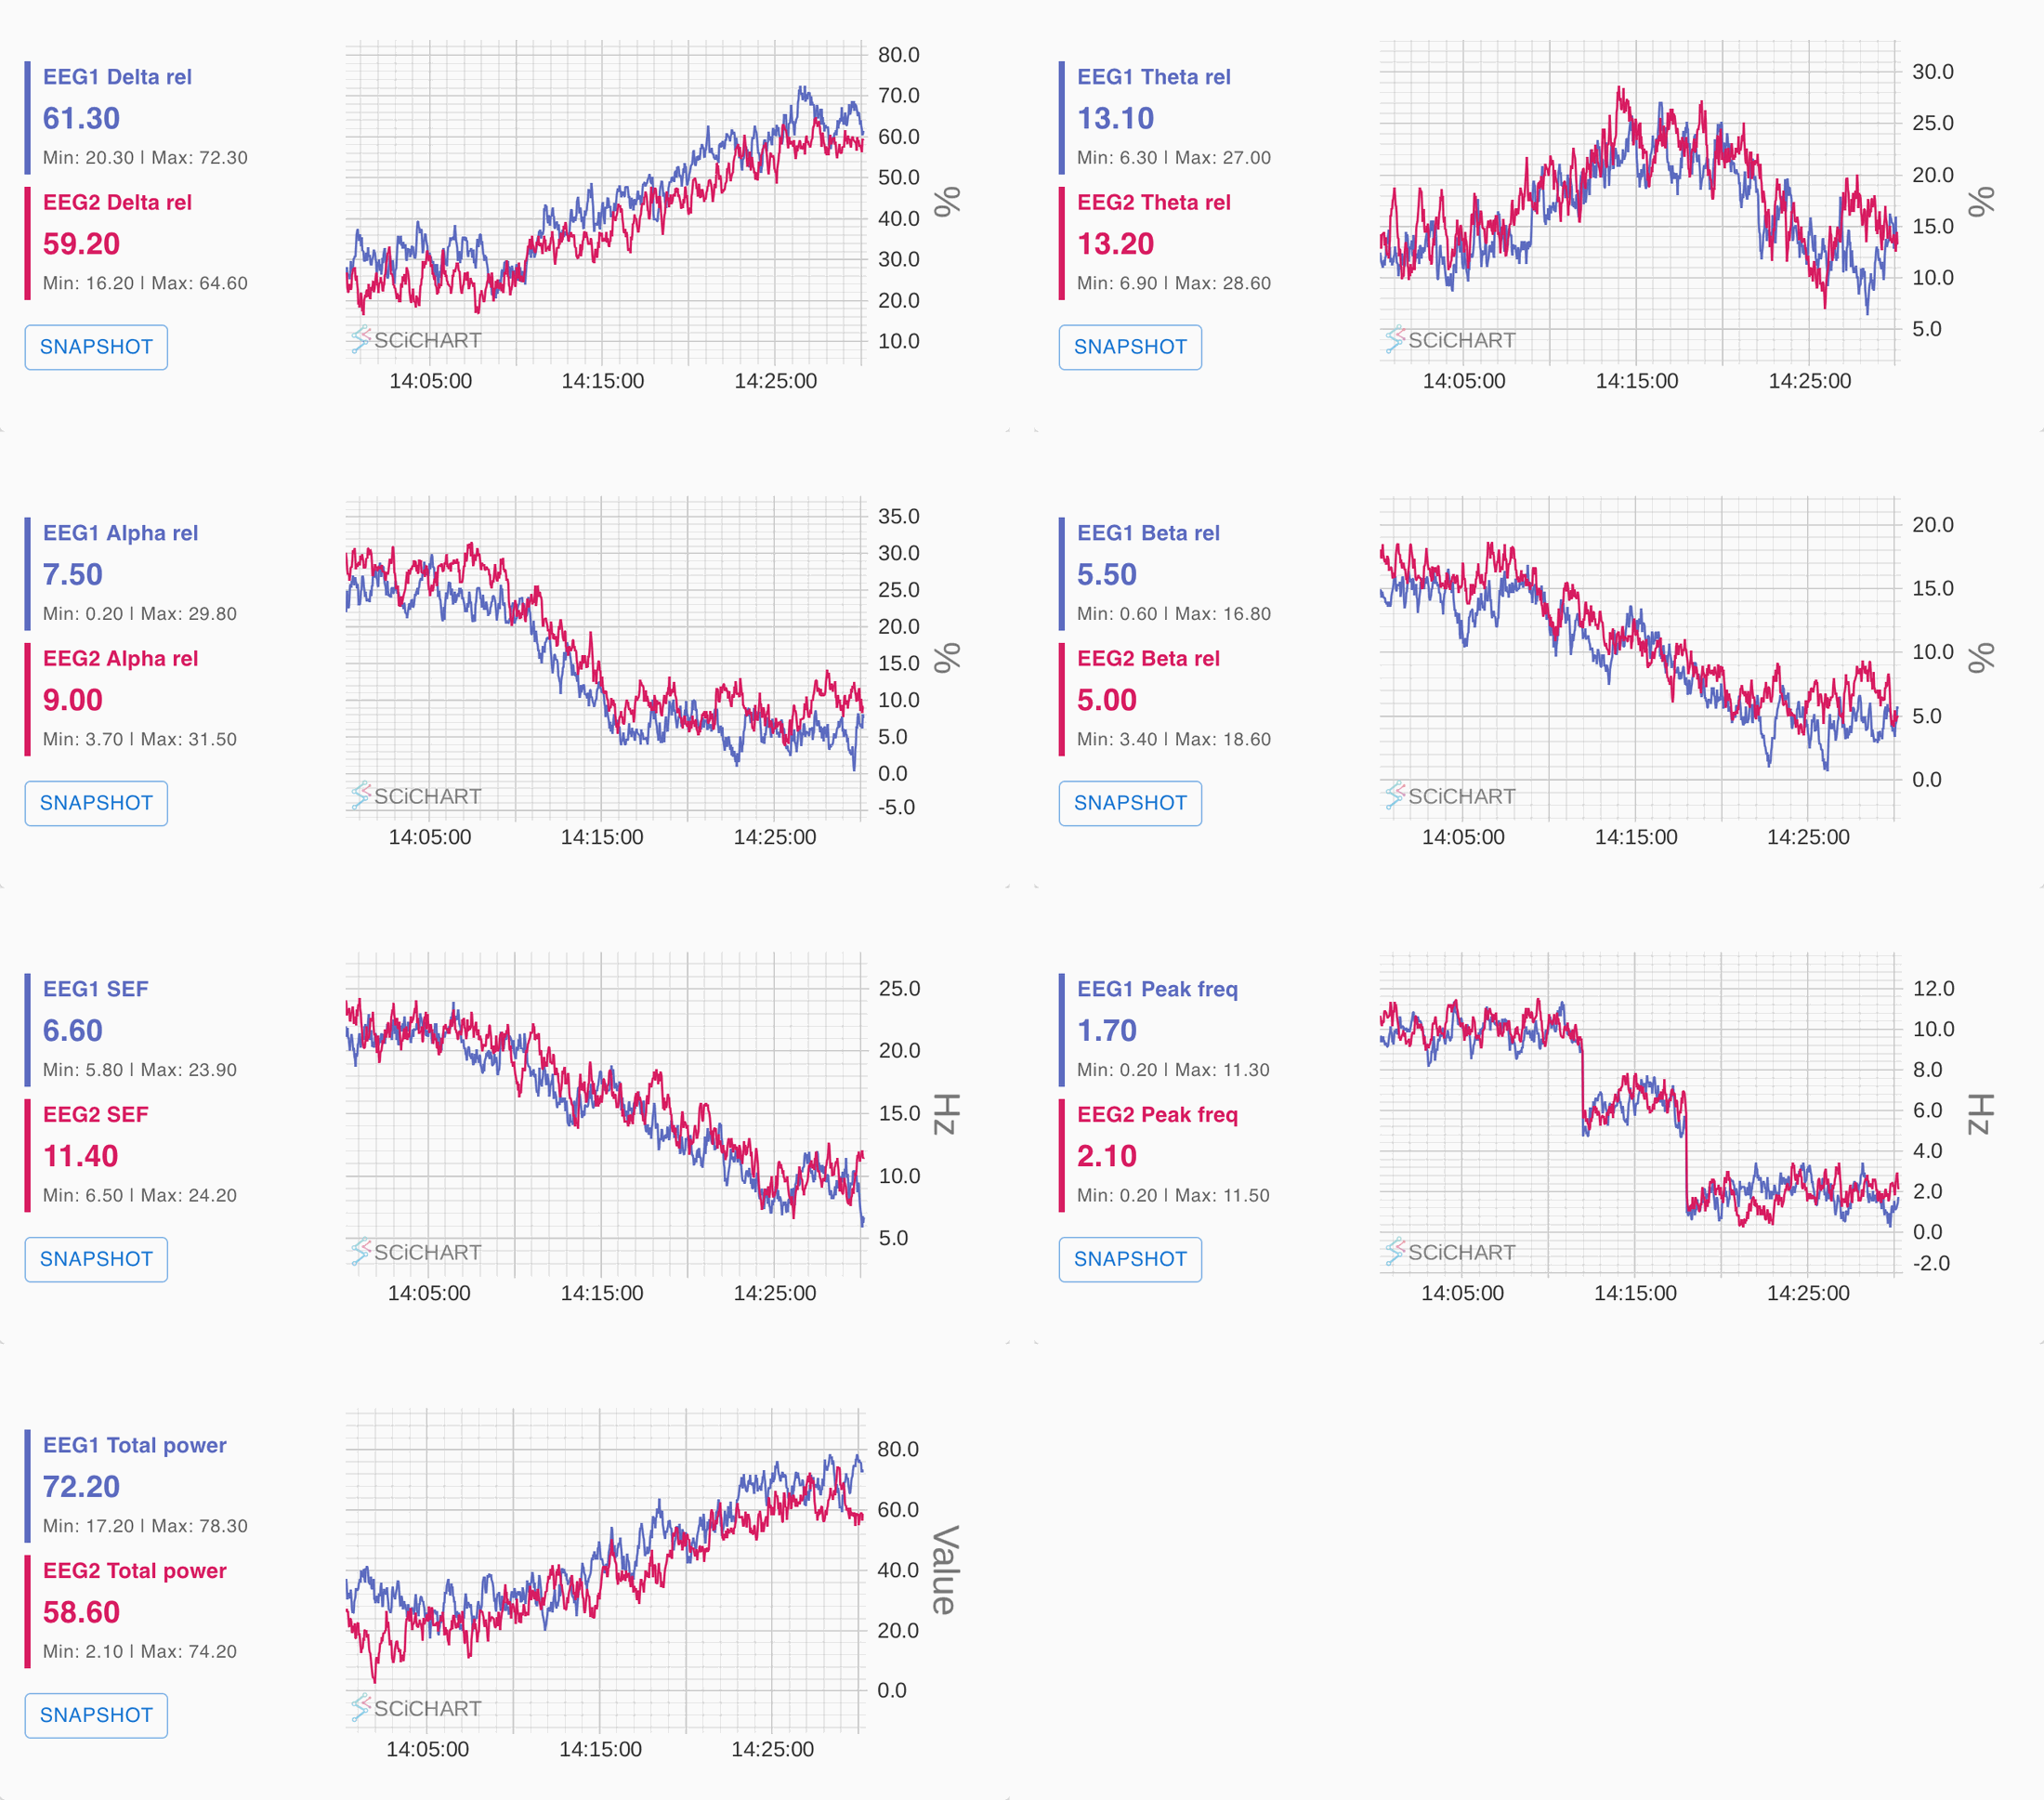 EEG1 Delta rel
61.30
Min: 20.30 | Max: 72.30
EEG2 Delta rel
59.20
Min: 16.20 | Max: 64.60
SNAPSHOT
80.0
70.0
60.0
50.0
40.0
30.0
20.0
10.0
%
SCiCHART
14:05:00 14:15:00 14:25:00
EEG1 Theta rel
13.10
Min: 6.30 | Max: 27.00
EEG2 Theta rel
13.20
Min: 6.90 | Max: 28.60
SNAPSHOT
30.0
25.0
20.0
15.0
10.0
5.0
%
SCiCHART
14:05:00 14:15:00 14:25:00
EEG1 Alpha rel
7.50
Min: 0.20 | Max: 29.80
EEG2 Alpha rel
9.00
Min: 3.70 | Max: 31.50
SNAPSHOT
35.0
30.0
25.0
20.0
15.0
10.0
5.0
0.0
-5.0
%
SCiCHART
14:05:00 14:15:00 14:25:00
EEG1 Beta rel
5.50
Min: 0.60 | Max: 16.80
EEG2 Beta rel
5.00
Min: 3.40 | Max: 18.60
SNAPSHOT
20.0
15.0
10.0
5.0
0.0
%
SCiCHART
14:05:00 14:15:00 14:25:00
EEG1 SEF
6.60
Min: 5.80 | Max: 23.90
EEG2 SEF
11.40
Min: 6.50 | Max: 24.20
SNAPSHOT
25.0
20.0
15.0
10.0
5.0
Hz
SCiCHART
14:05:00 14:15:00 14:25:00
EEG1 Peak freq
1.70
Min: 0.20 | Max: 11.30
EEG2 Peak freq
2.10
Min: 0.20 | Max: 11.50
SNAPSHOT
12.0
10.0
8.0
6.0
4.0
2.0
0.0
-2.0
Hz
SCiCHART
14:05:00 14:15:00 14:25:00
EEG1 Total power
72.20
Min: 17.20 | Max: 78.30
EEG2 Total power
58.60
Min: 2.10 | Max: 74.20
SNAPSHOT
80.0
60.0
40.0
20.0
0.0
Value
SCiCHART
14:05:00 14:15:00 14:25:00